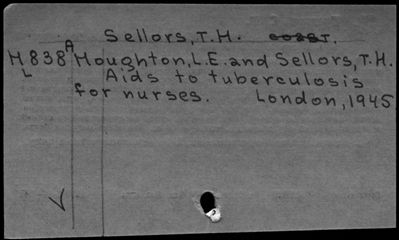 Sellors, T.H.
H838A Houghton, L.E. and Sellors, T.H.
L Aids to tuberculosis
for nurses. London, 1945